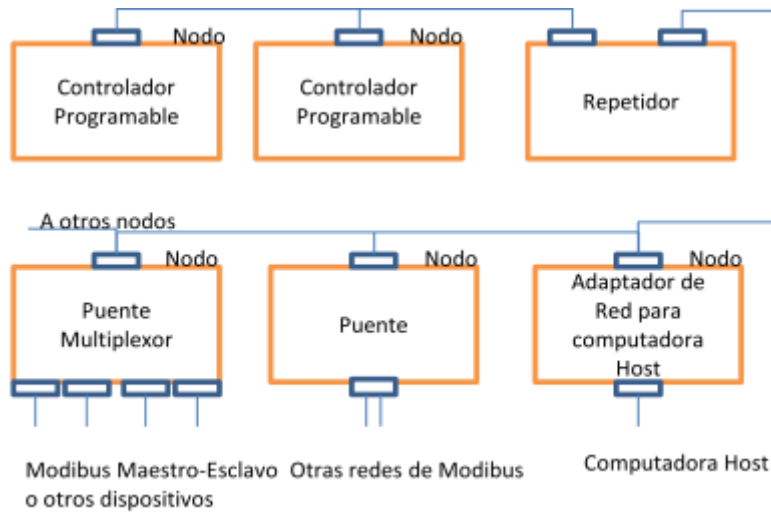 Nodo
Nodo
Controlador
Programable
Controlador
Programable
Repetidor
A otros nodos
Nodo
Nodo
Nodo
Puente
Multiplexor
Puente
Adaptador de
Red para
computadora
Host
Modibus Maestro-Esclavo
o otros dispositivos
Otras redes de Modibus
Computadora Host